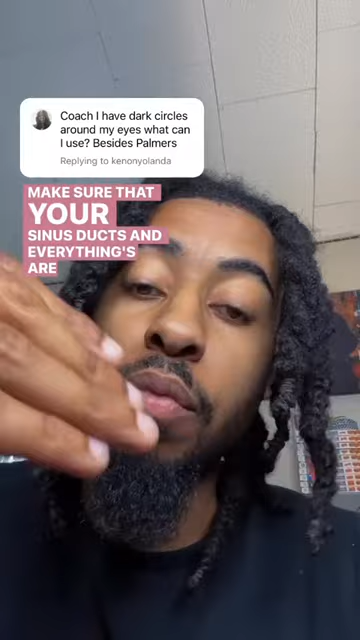 Coach I have dark circles
around my eyes what can
I use? Besides Palmers
Replying to kenonyolanda
MAKE SURE THAT
YOUR
SINUS DUCTS AND
EVERYTHING'S
ARE